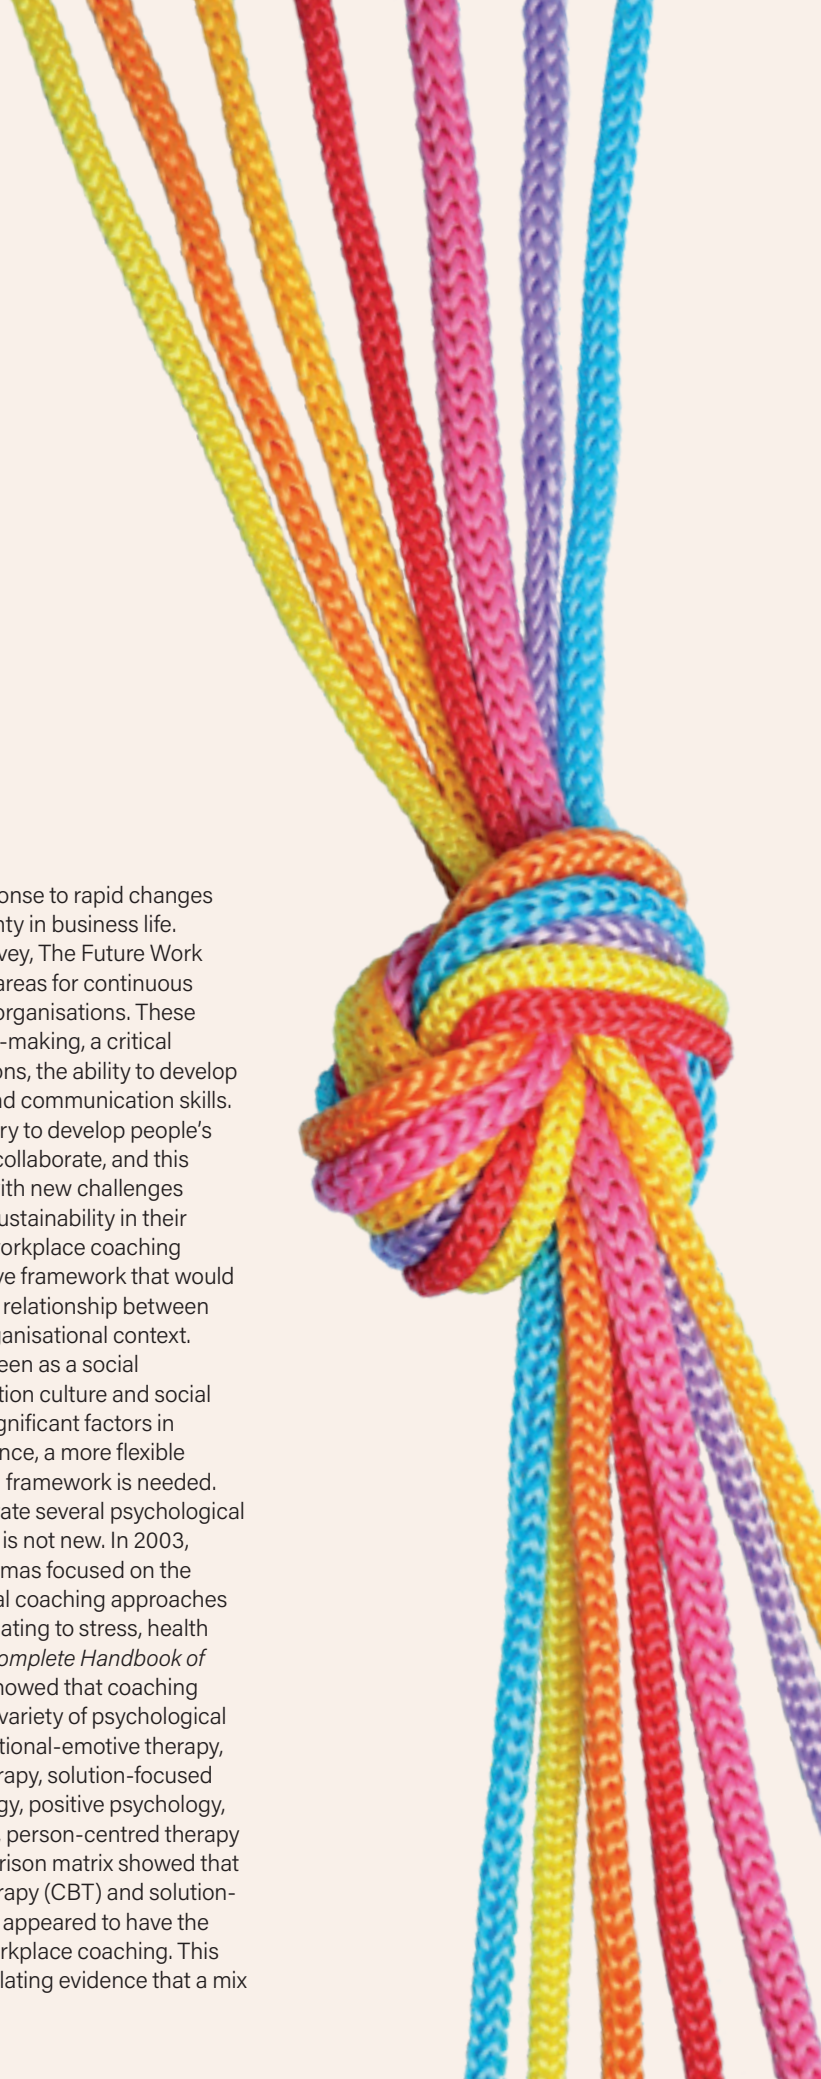 onse to rapid changes
nty in business life.
vey, The Future Work
areas for continuous
organisations. These
-making, a critical
ons, the ability to develop
nd communication skills.
ry to develop people’s
collaborate, and this
ith new challenges
ustainability in their
orkplace coaching
ve framework that would
relationship between
ganisational context.
een as a social
tion culture and social
gnificant factors in
nce, a more flexible
framework is needed.
ate several psychological
is not new. In 2003,
mas focused on the
al coaching approaches
ating to stress, health
omplete Handbook of
howed that coaching
variety of psychological
tional-emotive therapy,
rapy, solution-focused
gy, positive psychology,
person-centred therapy
rison matrix showed that
rapy (CBT) and solution-
appeared to have the
rkplace coaching. This
lating evidence that a mix